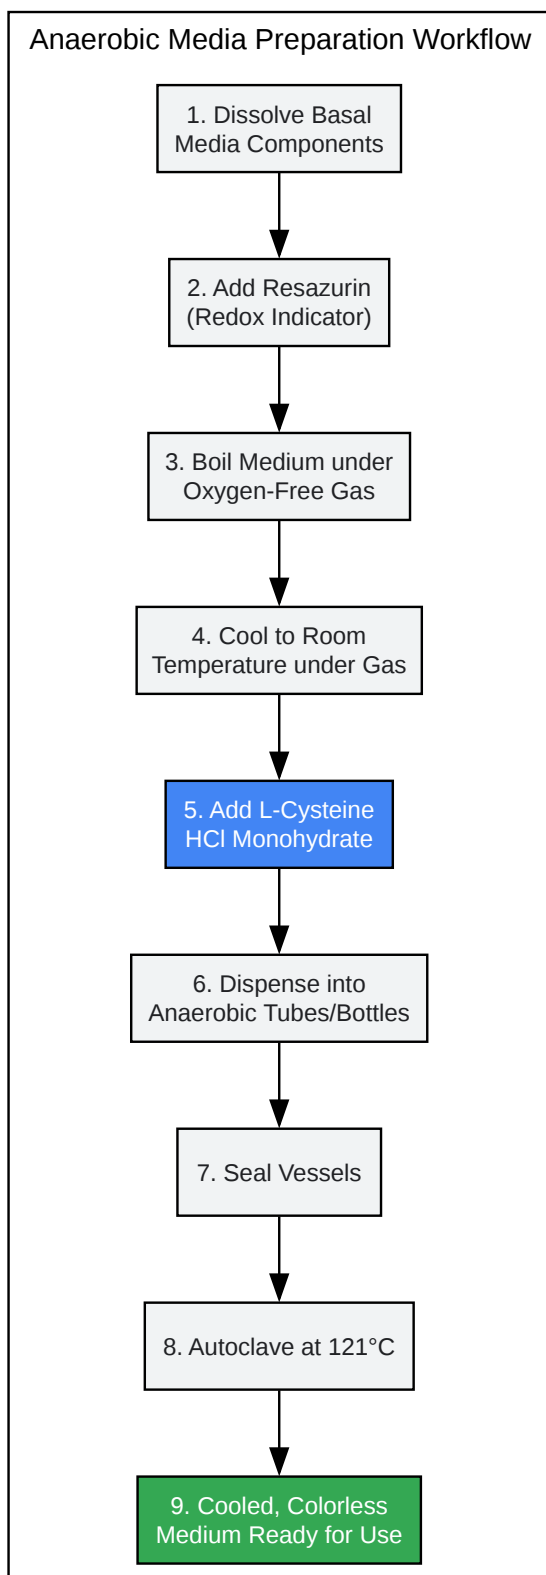 Anaerobic Media Preparation Workflow
1. Dissolve Basal
Media Components
2. Add Resazurin
(Redox Indicator)
3. Boil Medium under
Oxygen-Free Gas
4. Cool to Room
Temperature under Gas
5. Add L-Cysteine
HCl Monohydrate
6. Dispense into
Anaerobic Tubes/Bottles
7. Seal Vessels
8. Autoclave at 121°C
9. Cooled, Colorless
Medium Ready for Use